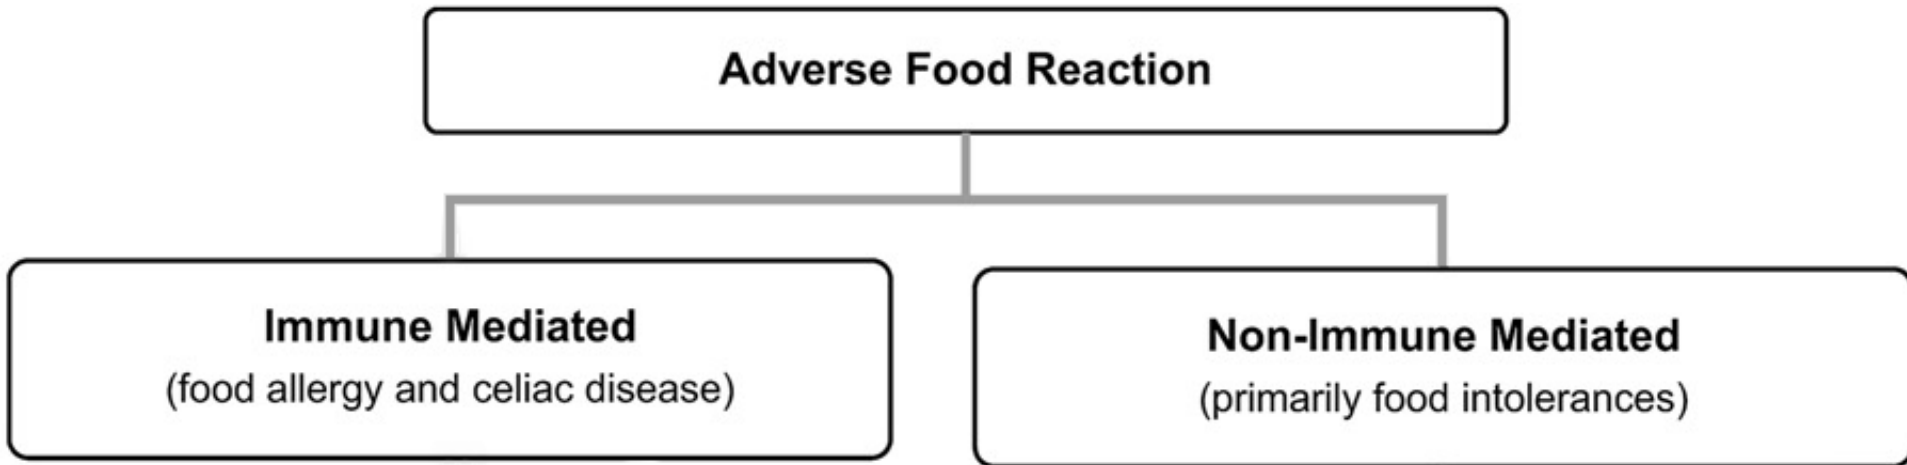 Adverse Food Reaction
Immune Mediated
(food allergy and celiac disease)
Non-Immune Mediated
(primarily food intolerances)